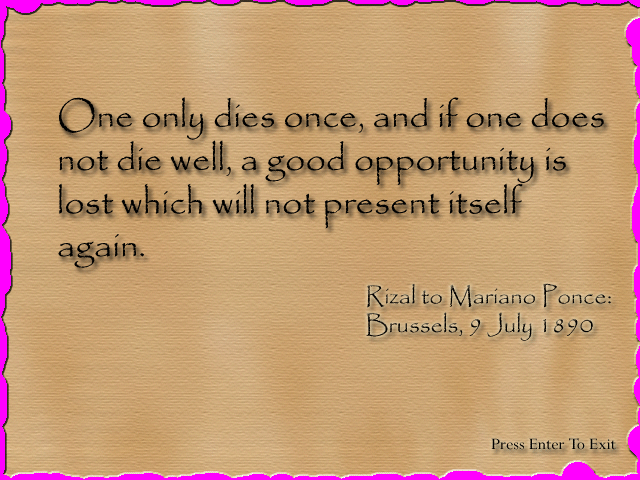 One only dies once, and if one does
not die well, a good opportunity is
lost which will not present itself
again.
Rizal to Mariano Ponce:
Brussels, 9 July 1890
Press Enter To Exit